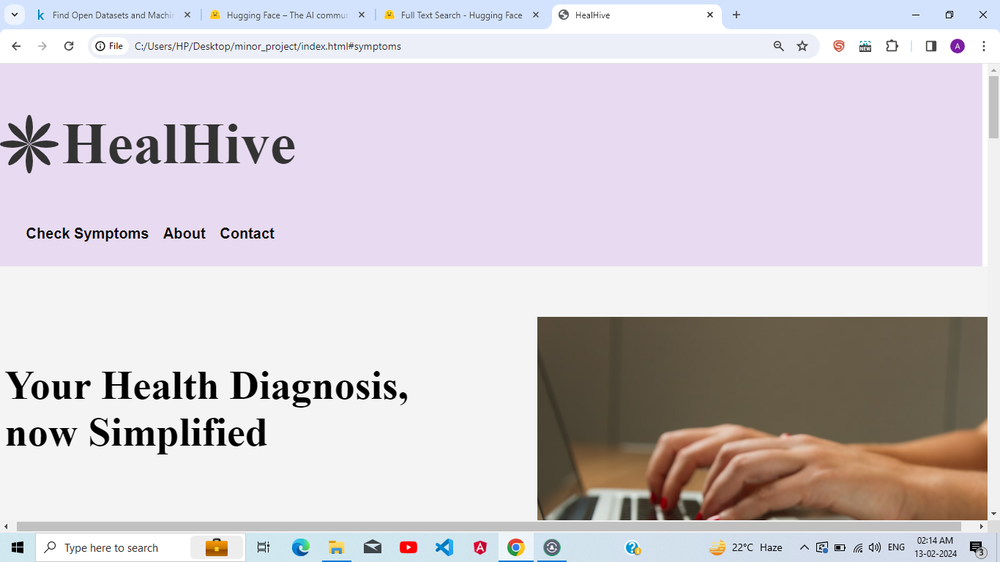 Find Open Datasets and Machin
Hugging Face – The AI commun
Full Text Search - Hugging Face
HealHive
File
C:/Users/HP/Desktop/minor_project/index.html#symptoms
NEW
A
HealHive
Check Symptoms About Contact
Your Health Diagnosis,
now Simplified
Type here to search
22°C Haze
ENG
02:14 AM
13-02-2024
3